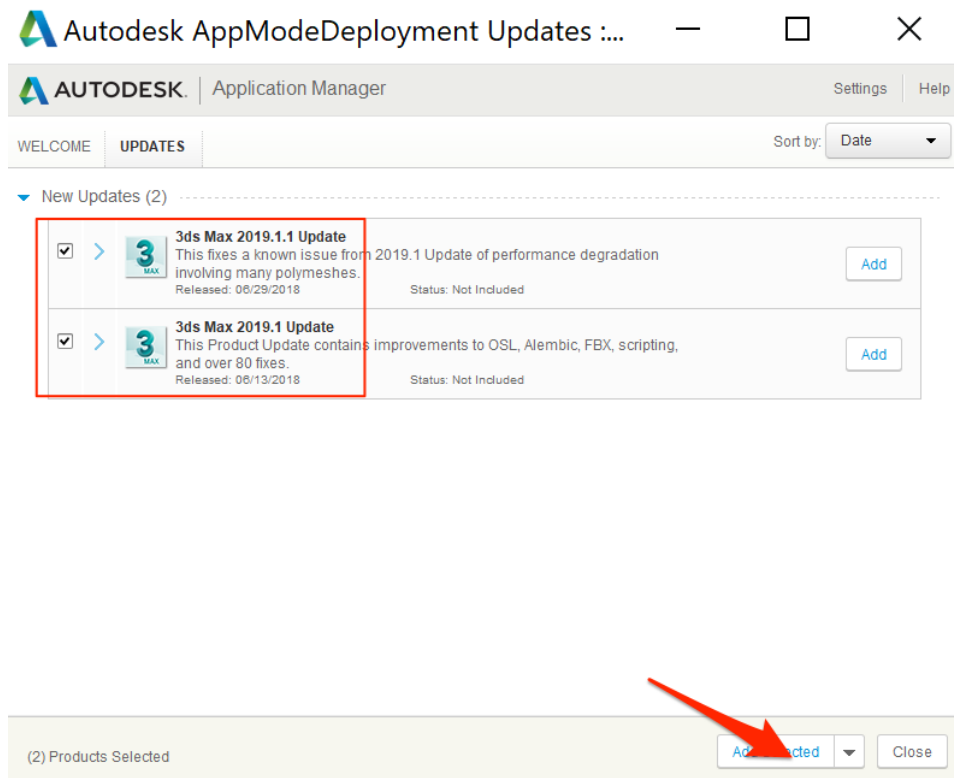 Autodesk AppModeDeployment Updates :...
AUTODESK. Application Manager Settings Help
WELCOME UPDATES Sort by: Date
New Updates (2)
3ds Max 2019.1.1 Update
This fixes a known issue from 2019.1 Update of performance degradation
involving many polymeshes.
Add
Released: 06/29/2018 Status: Not Included
3ds Max 2019.1 Update
This Product Update contains improvements to OSL, Alembic, FBX, scripting,
and over 80 fixes.
Add
Released: 06/13/2018 Status: Not Included
(2) Products Selected Close